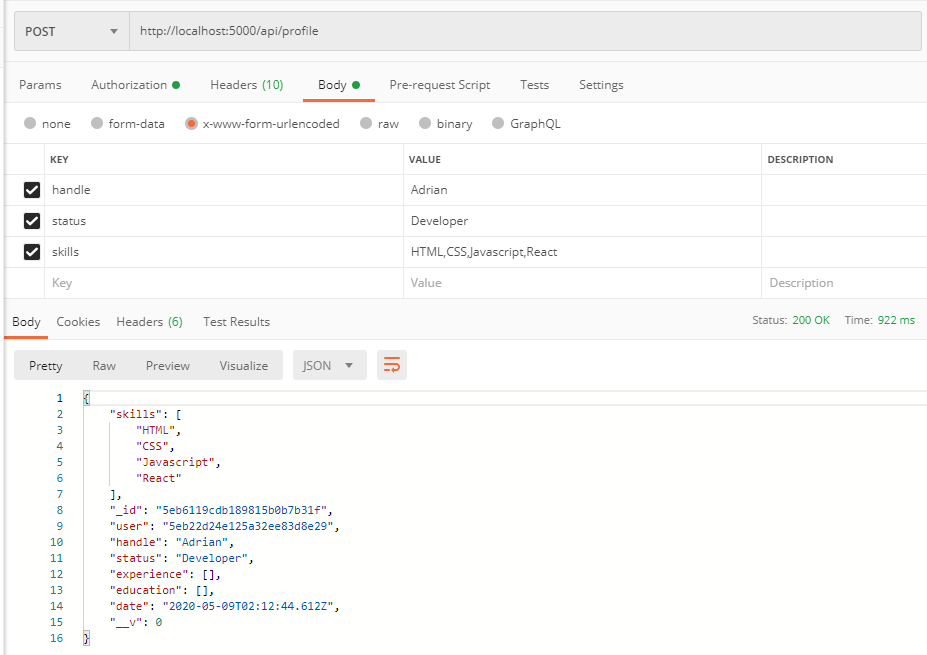 POST http://localhost:5000/api/profile
Params Authorization Headers (10) Body Pre-request Script Tests Settings
none form-data x-www-form-urlencoded raw binary GraphQL
KEY VALUE DESCRIPTION
handle Adrian
status Developer
skills HTML,CSS,Javascript,React
Key Value Description
Body Cookies Headers (6) Test Results Status: 200 OK Time: 922 ms
Pretty Raw Preview Visualize JSON
1 {
2 "skills": [
3 "HTML",
4 "CSS",
5 "Javascript",
6 "React"
7 ],
8 "_id": "5eb6119cdb189815b0b7b31f",
9 "user": "5eb22d24e125a32ee83d8e29",
10 "handle": "Adrian",
11 "status": "Developer",
12 "experience": [],
13 "education": [],
14 "date": "2020-05-09T02:12:44.612Z",
15 "__v": 0
16 }